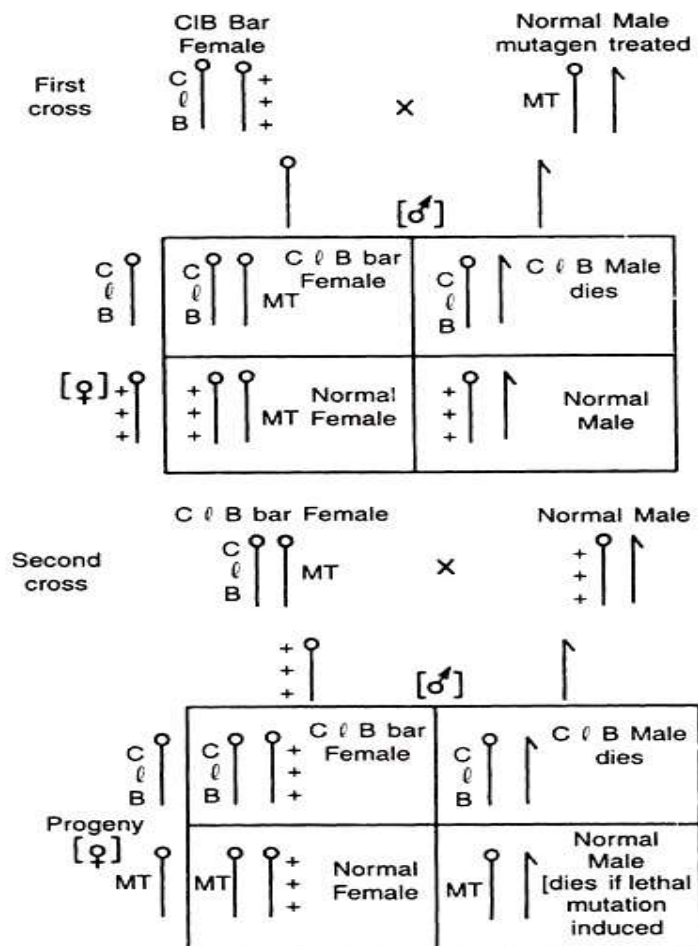 ClB Bar
Female
Normal Male
mutagen treated
First
cross
C
ℓ
B
+
+
+
×
MT
[♂]
C
ℓ
B
C
ℓ
B
MT
C ℓ B bar
Female
C
ℓ
B
C ℓ B Male
dies
[♀]
+
+
+
+
+
+
MT
Normal
Female
+
+
+
Normal
Male
C ℓ B bar Female
Normal Male
Second
cross
C
ℓ
B
MT
×
+
+
+
+
+
+
[♂]
C
ℓ
B
C
ℓ
B
+
+
+
C ℓ B bar
Female
C
ℓ
B
C ℓ B Male
dies
Progeny
[♀]
MT
MT
+
+
+
Normal
Female
MT
Normal
Male
[dies if lethal
mutation
induced